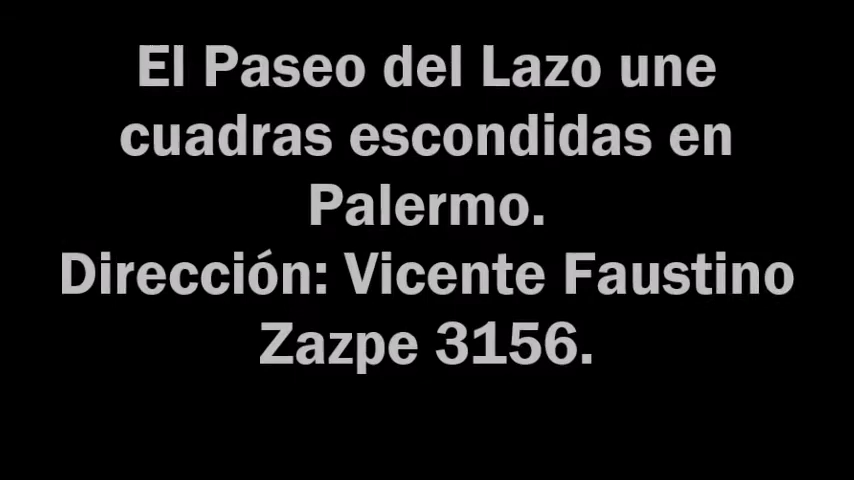 El Paseo del Lazo une
cuadras escondidas en
Palermo.
Dirección: Vicente Faustino
Zazpe 3156.